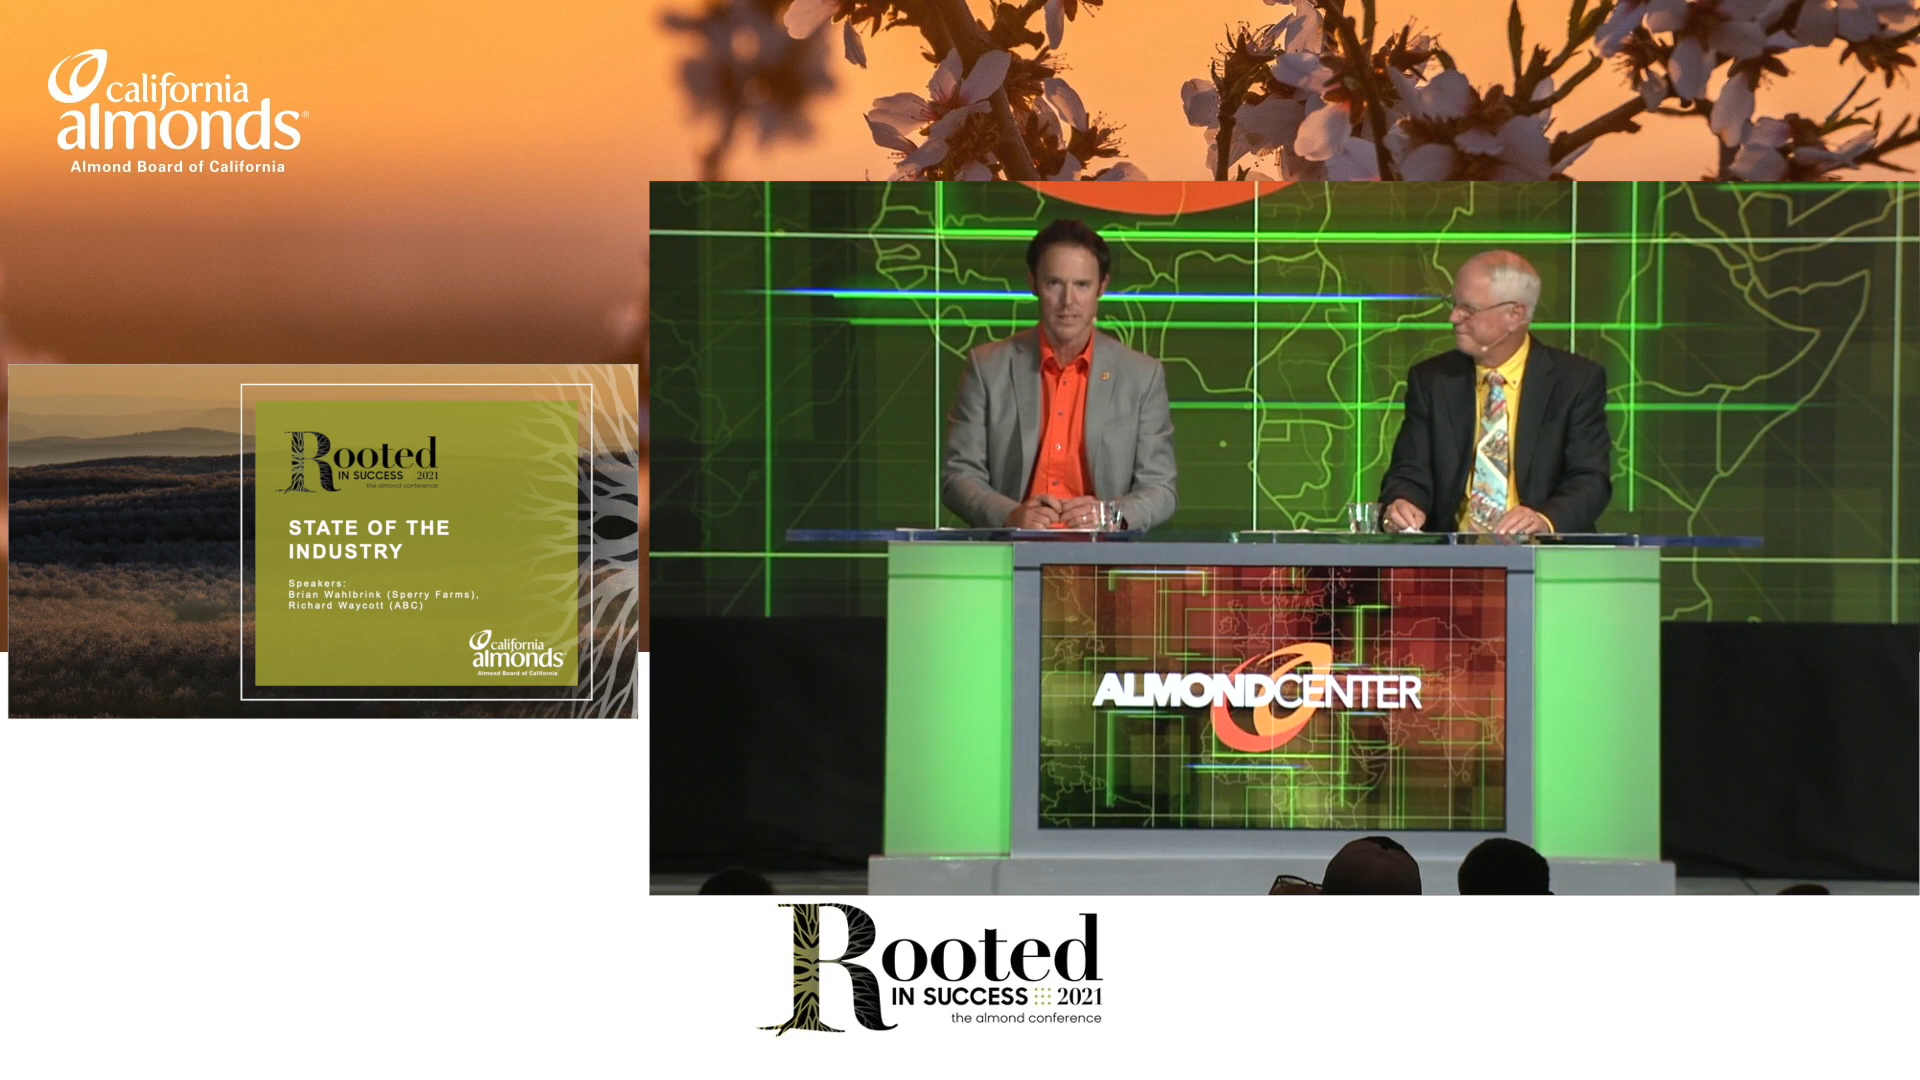 california
almonds®
Almond Board of California
Rooted
IN SUCCESS 2021
the almond conference
STATE OF THE
INDUSTRY
Speakers:
Brian Wahlbrink (Sperry Farms),
Richard Waycott (ABC)
california
almonds
Almond Board of California
ALMONDCENTER
Rooted
IN SUCCESS 2021
the almond conference